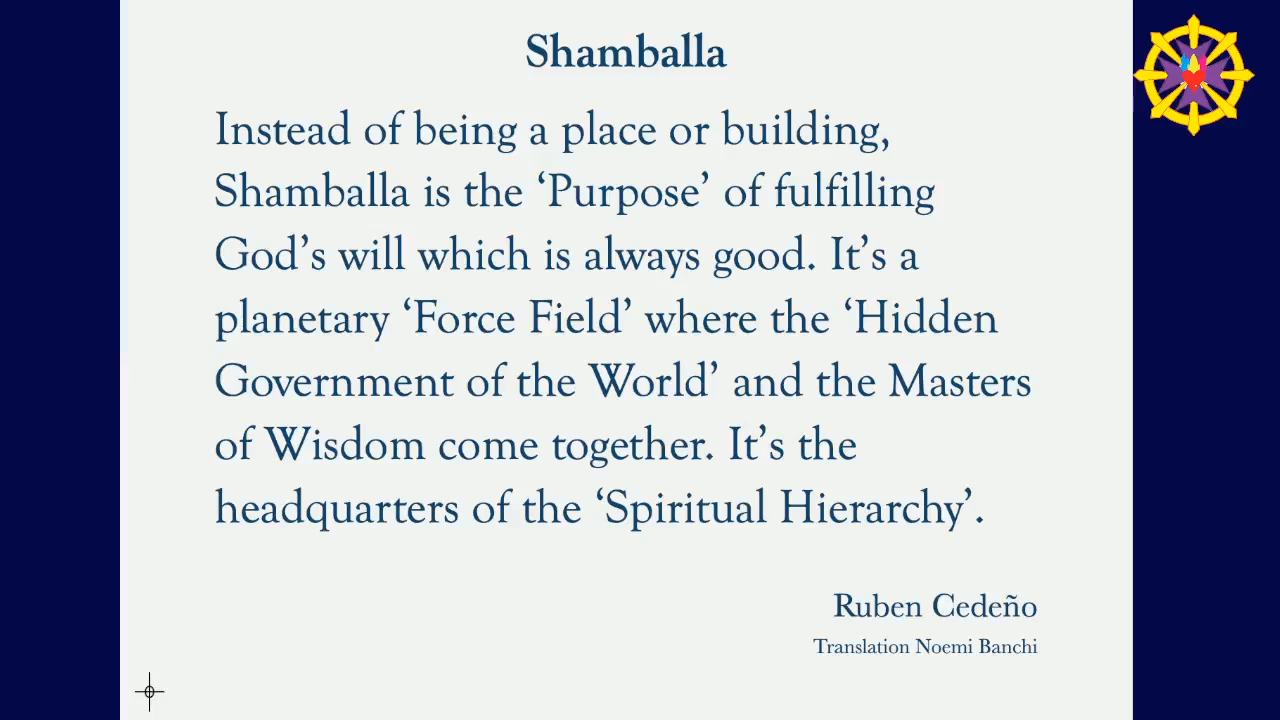 Shamballa
Instead of being a place or building,
Shamballa is the ‘Purpose’ of fulfilling
God’s will which is always good. It’s a
planetary ‘Force Field’ where the ‘Hidden
Government of the World’ and the Masters
of Wisdom come together. It’s the
headquarters of the ‘Spiritual Hierarchy’.
Ruben Cedeño
Translation Noemi Banchi